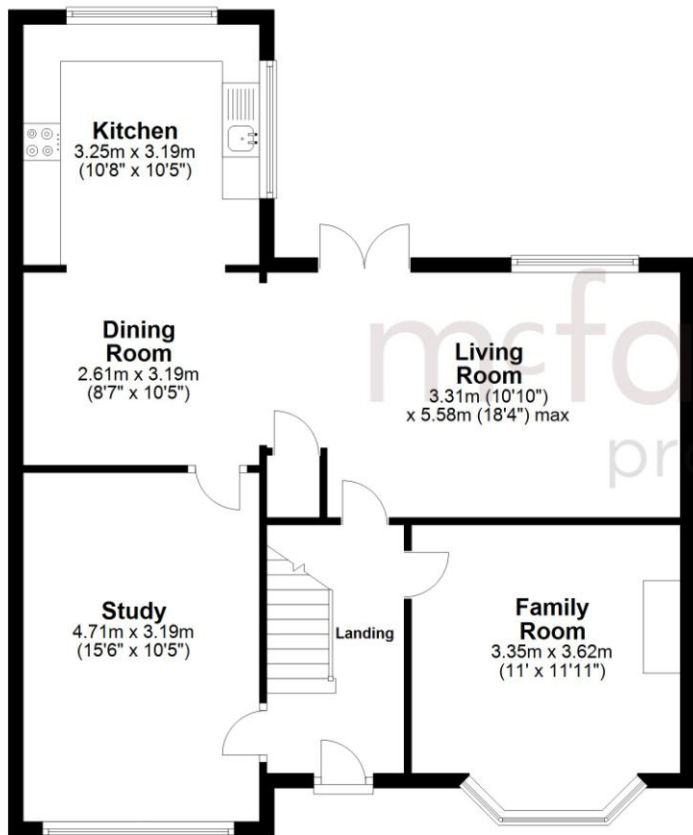 Kitchen
3.25m x 3.19m
(10'8" x 10'5")
Dining
Room
2.61m x 3.19m
(8'7" x 10'5")
Living
Room
3.31m (10'10")
x 5.58m (18'4") max
Study
4.71m x 3.19m
(15'6" x 10'5")
Landing
Family
Room
3.35m x 3.62m
(11' x 11'11")